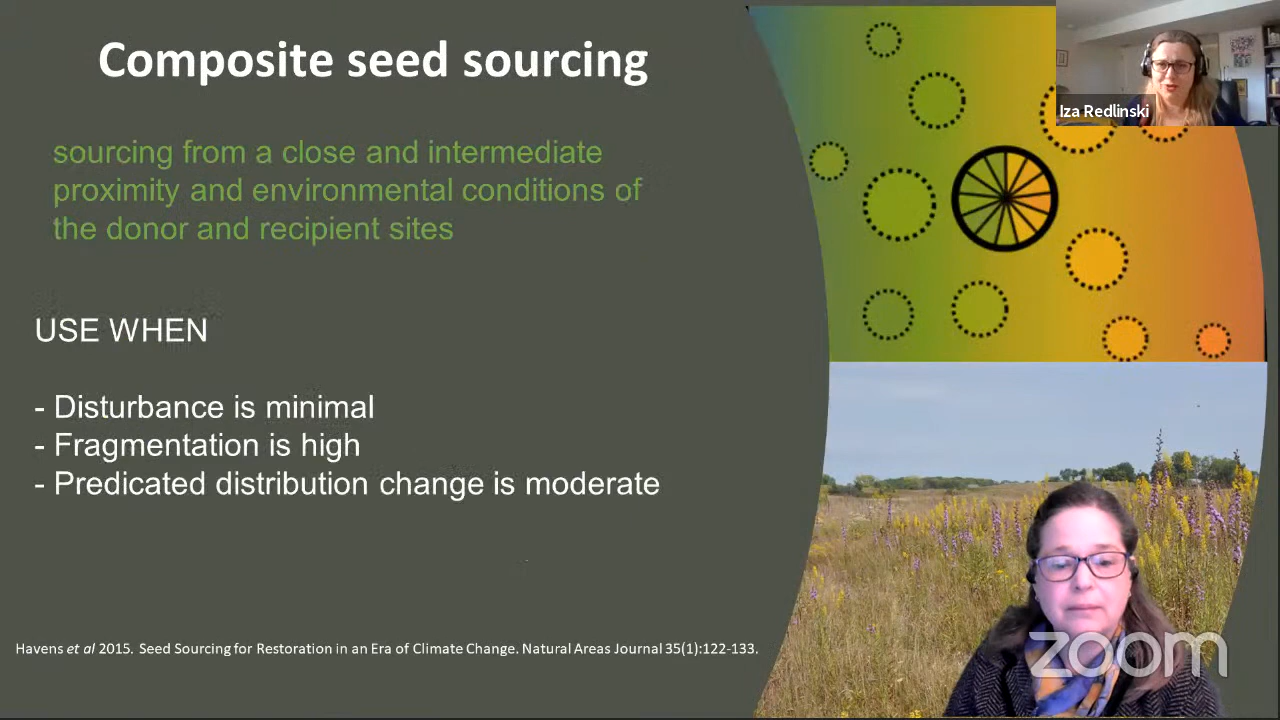 Composite seed sourcing
Iza Redlinski
sourcing from a close and intermediate
proximity and environmental conditions of
the donor and recipient sites
USE WHEN
- Disturbance is minimal
- Fragmentation is high
- Predicated distribution change is moderate
Havens et al 2015. Seed Sourcing for Restoration in an Era of Climate Change. Natural Areas Journal 35(1):122-133.
zoom